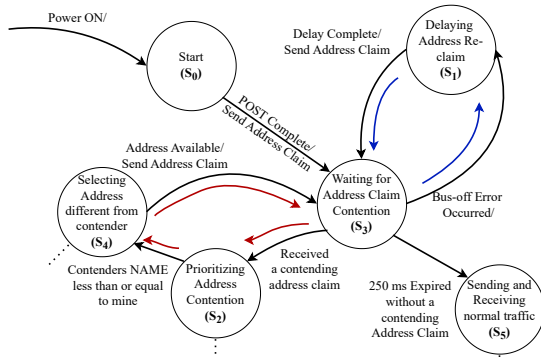 Power ON/
Start
(S0)
Delaying
Address Re-
claim
(S1)
Delay Complete/
Send Address Claim
POST Complete/
Send Address Claim
Address Available/
Send Address Claim
Waiting for
Address Claim
Contention
(S3)
Bus-off Error
Occurred/
Selecting
Address
different from
contender
(S4)
Contenders NAME
less than or equal
to mine
Prioritizing
Address
Contention
(S2)
Received
a contending
address claim
250 ms Expired
without a
contending
Address Claim
Sending and
Receiving
normal traffic
(S5)